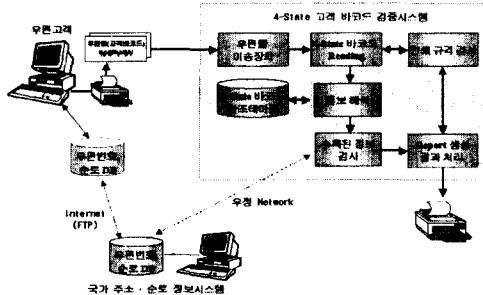 4-State 고객 바코드 검증시스템
우편고객
우편물(고객바코드)
우편물
이송장치
4-State 바코드
Reading
인쇄 규격 검사
4-State 바코드
정보 해독
수록된 정보
검사
Report 생성
결과 처리
우편번호
순로 DB
Internet
(FTP)
우정 Network
우편번호
순로 DB
국가 주소 · 순로 정보시스템